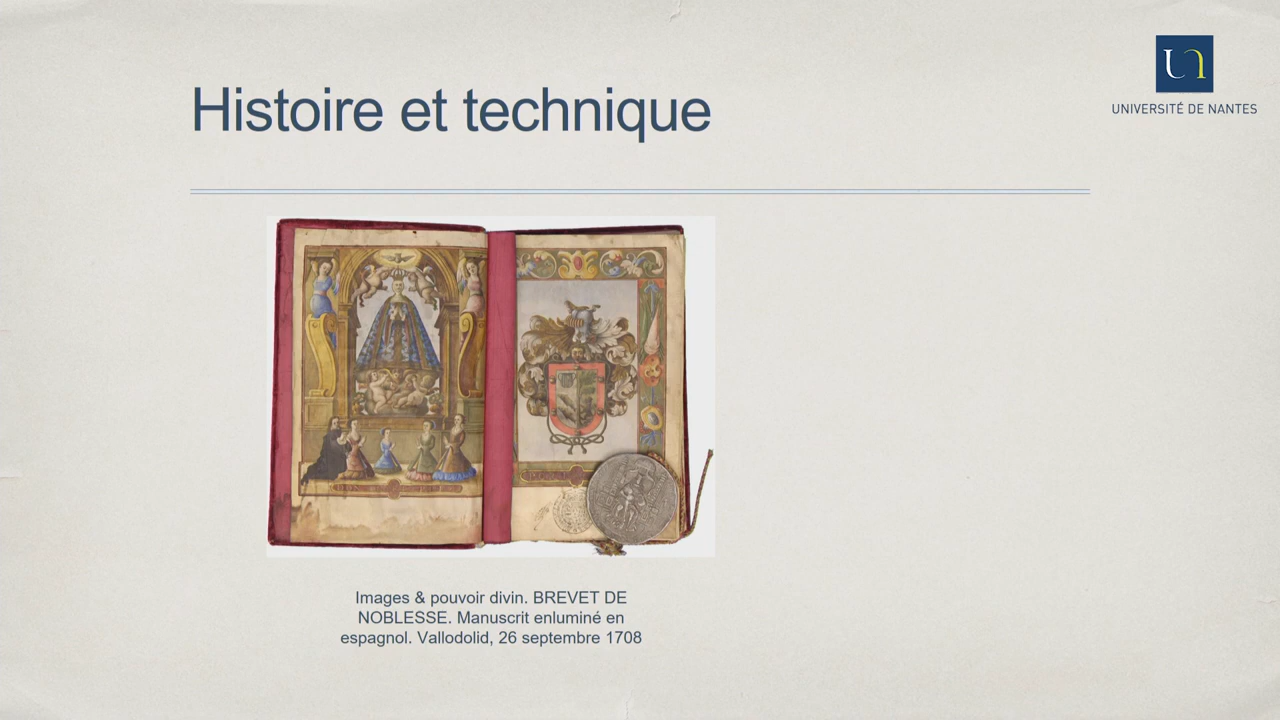 Histoire et technique
UNIVERSITÉ DE NANTES
Images & pouvoir divin. BREVET DE
NOBLESSE. Manuscrit enluminé en
espagnol. Vallodolid, 26 septembre 1708